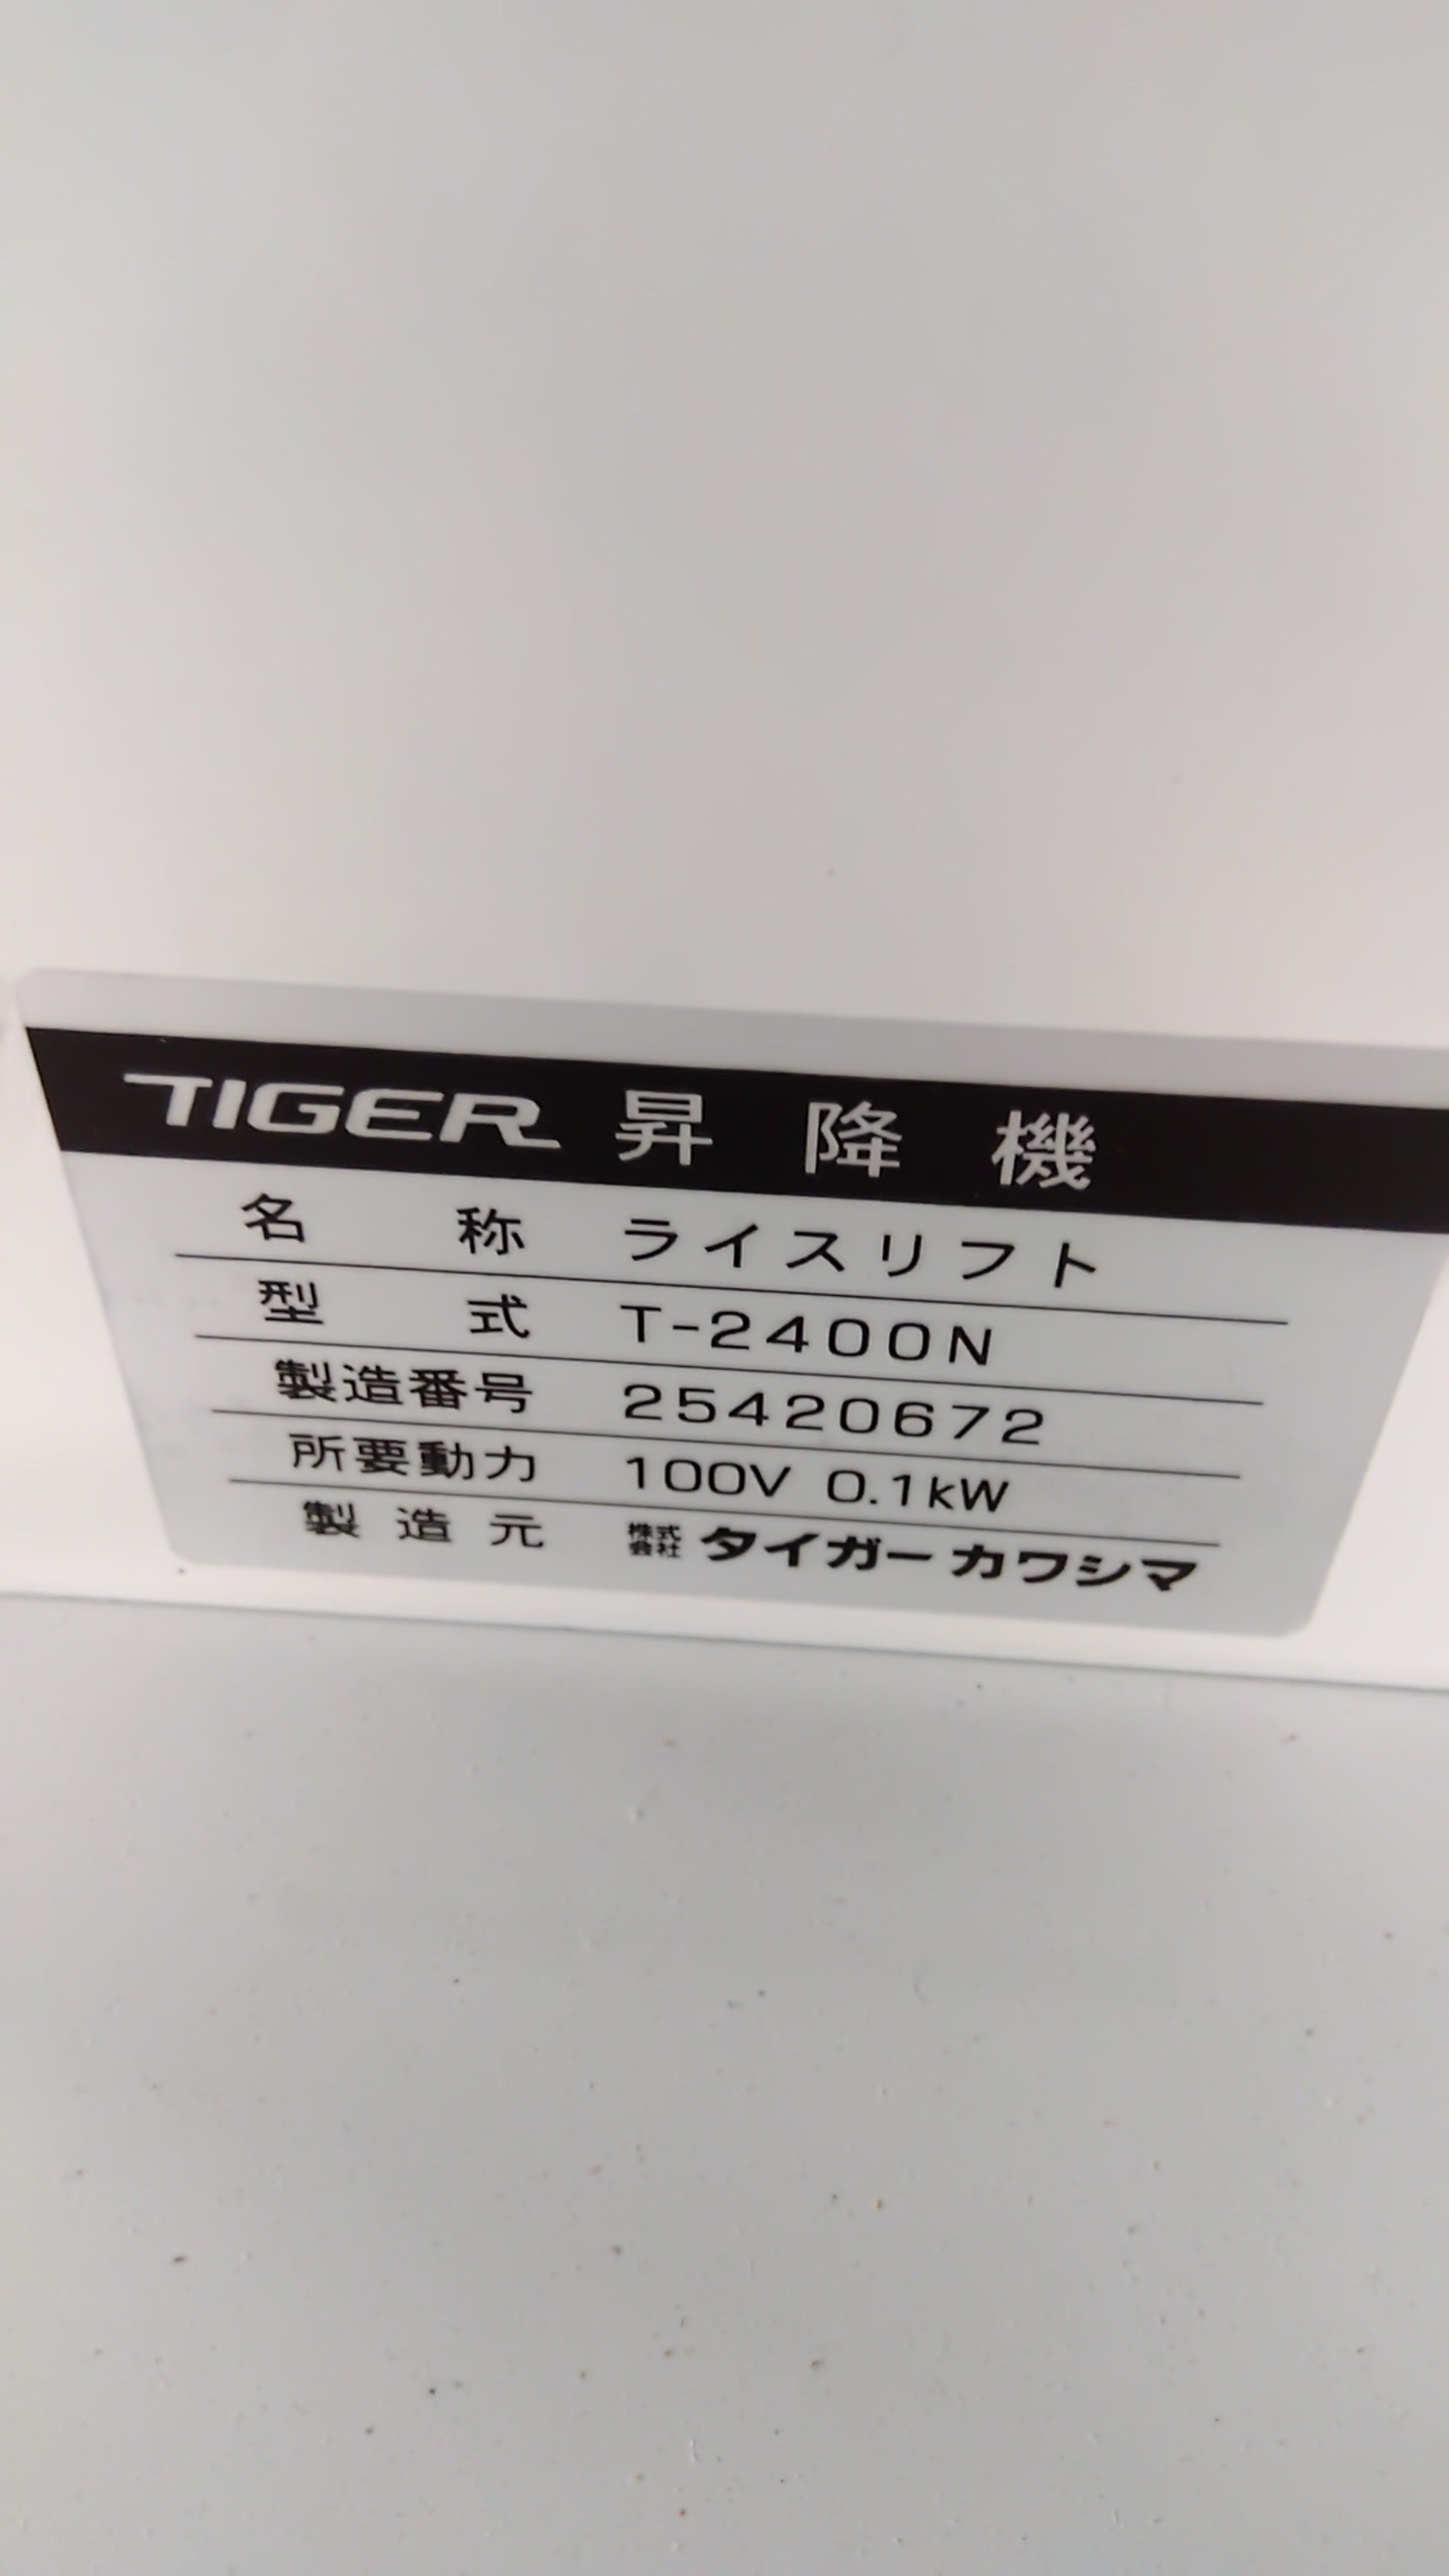 TIGER 昇降機
名称 ライスリフト
型式 T-2400N
製造番号 25420672
所要動力 100V 0.1kW
製造元 株式会社 タイガーカワシマ